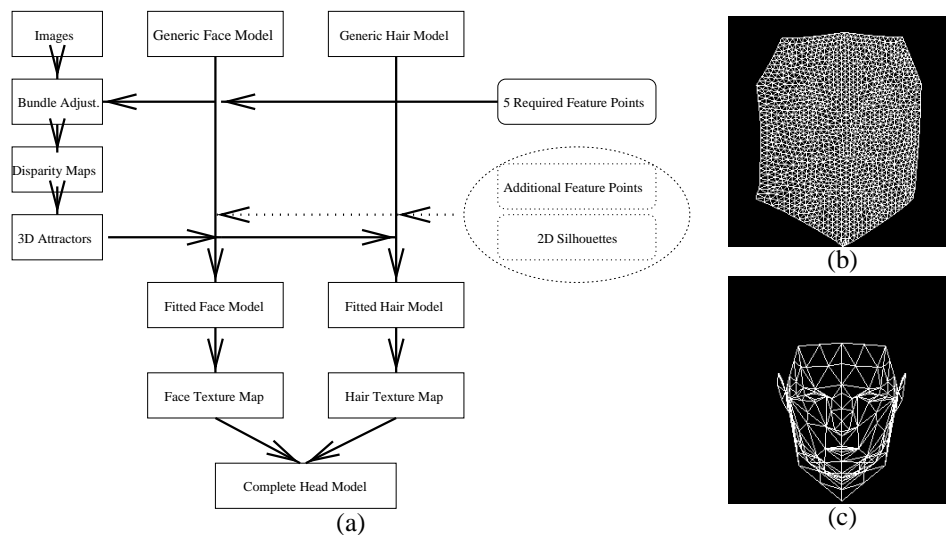 Images
Generic Face Model
Generic Hair Model
Bundle Adjust.
5 Required Feature Points
Disparity Maps
Additional Feature Points
3D Attractors
2D Silhouettes
Fitted Face Model
Fitted Hair Model
Face Texture Map
Hair Texture Map
Complete Head Model
(a)
(b)
(c)